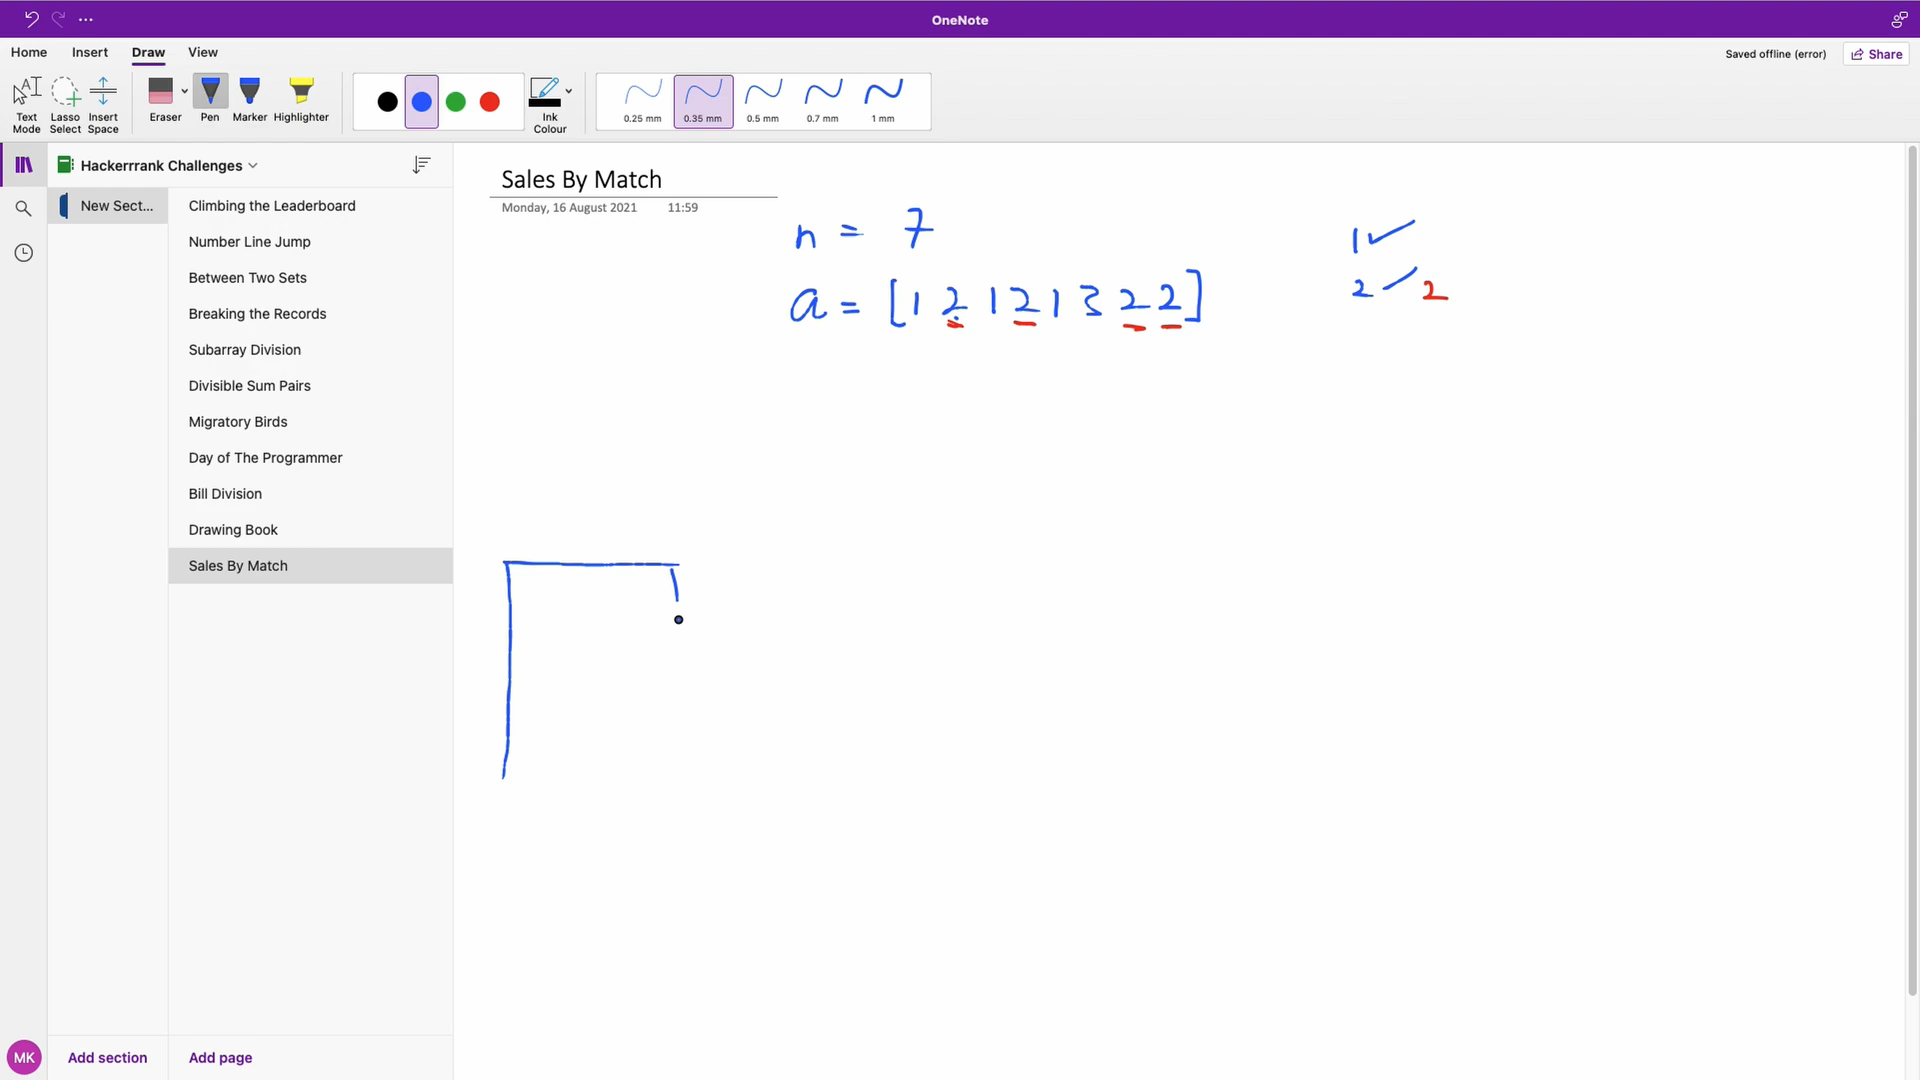 OneNote
Home Insert Draw View
Saved offline (error) Share
Text Mode Lasso Select Insert Space Eraser Pen Marker Highlighter Ink Colour 0.25 mm 0.35 mm 0.5 mm 0.7 mm 1 mm
Hackerrrank Challenges
New Sect...
Climbing the Leaderboard
Number Line Jump
Between Two Sets
Breaking the Records
Subarray Division
Divisible Sum Pairs
Migratory Birds
Day of The Programmer
Bill Division
Drawing Book
Sales By Match
Add section Add page
MK
Sales By Match
Monday, 16 August 2021 11:59
n = 7
a = [1 2 1 2 1 3 2 2]
1
2 2